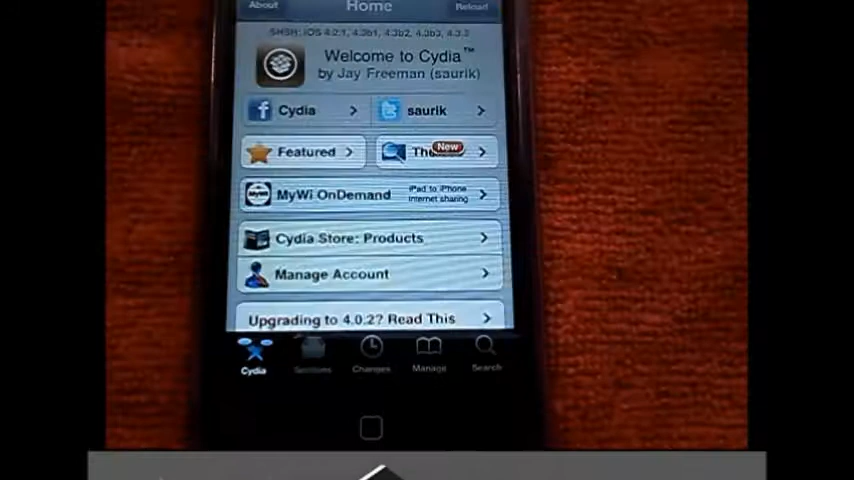 About Home Reload
SHSH: iOS 4.2.1, 4.3b1, 4.3b2, 4.3b3, 4.3.3
Welcome to Cydia™
by Jay Freeman (saurik)
Cydia saurik
Featured New
MyWi MyWi OnDemand iPad to iPhone
Internet sharing
Cydia Store: Products
Manage Account
Upgrading to 4.0.2? Read This
Cydia Sections Changes Manage Search